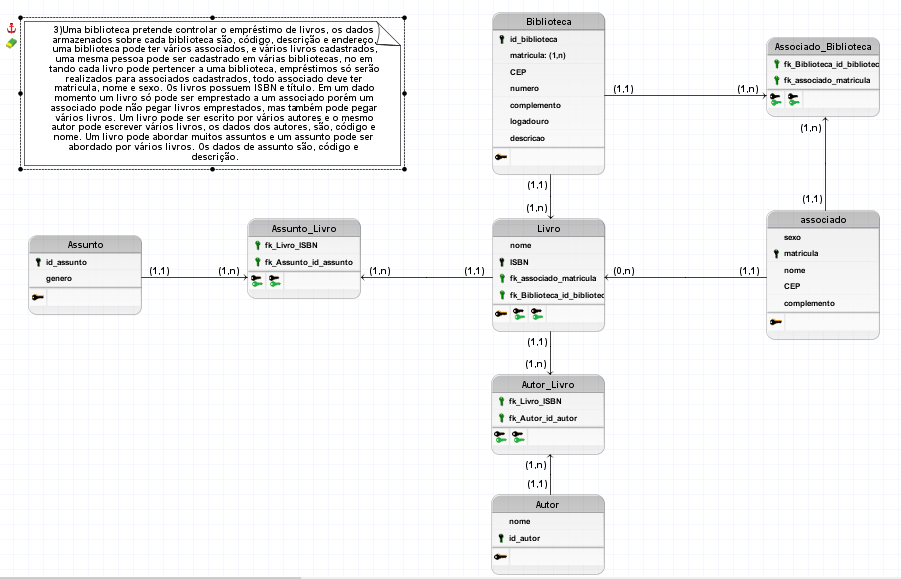 3)Uma biblioteca pretende controlar o empréstimo de livros, os dados
armazenados sobre cada biblioteca são, código, descrição e endereço,
uma biblioteca pode ter vários associados, e vários livros cadastrados,
uma mesma pessoa pode ser cadastrado em várias bibliotecas, no em
tando cada livro pode pertencer a uma biblioteca, empréstimos só serão
realizados para associados cadastrados, todo associado deve ter
matricula, nome e sexo. Os livros possuem ISBN e título. Em um dado
momento um livro só pode ser emprestado a um associado porém um
associado pode não pegar livros emprestados, mas também pode pegar
vários livros. Um livro pode ser escrito por vários autores e o mesmo
autor pode escrever vários livros, os dados dos autores, são, código e
nome. Um livro pode abordar muitos assuntos e um assunto pode ser
abordado por vários livros. Os dados de assunto são, código e
descrição.
Biblioteca
id_biblioteca
matricula: (1,n)
CEP
numero
complemento
logadouro
descricao
(1,1)
(1,n)
Associado_Biblioteca
fk_Biblioteca_id_bibliotec
fk_associado_matricula
(1,n)
(1,1)
(1,1)
(1,n)
Assunto
id_assunto
genero
(1,1)
(1,n)
Assunto_Livro
fk_Livro_ISBN
fk_Assunto_id_assunto
(1,n)
(1,1)
Livro
nome
ISBN
fk_associado_matricula
fk_Biblioteca_id_bibliotec
(0,n)
(1,1)
associado
sexo
matricula
nome
CEP
complemento
(1,1)
(1,n)
Autor_Livro
fk_Livro_ISBN
fk_Autor_id_autor
(1,n)
(1,1)
Autor
nome
id_autor